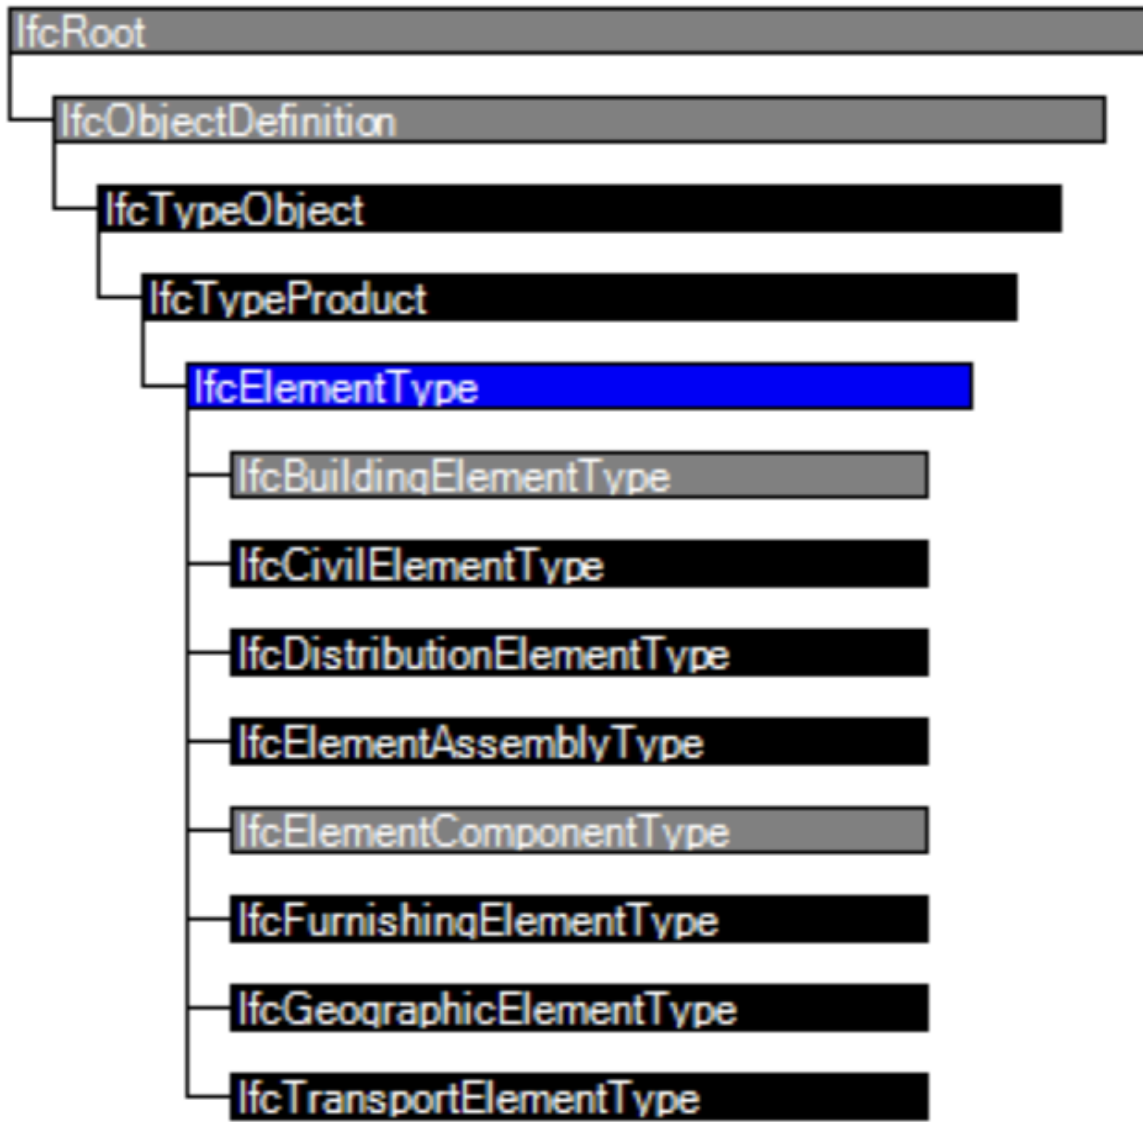 IfcRoot
IfcObjectDefinition
IfcTypeObject
IfcTypeProduct
IfcElementType
IfcBuildingElementType
IfcCivilElementType
IfcDistributionElementType
IfcElementAssemblyType
IfcElementComponentType
IfcFurnishingElementType
IfcGeographicElementType
IfcTransportElementType